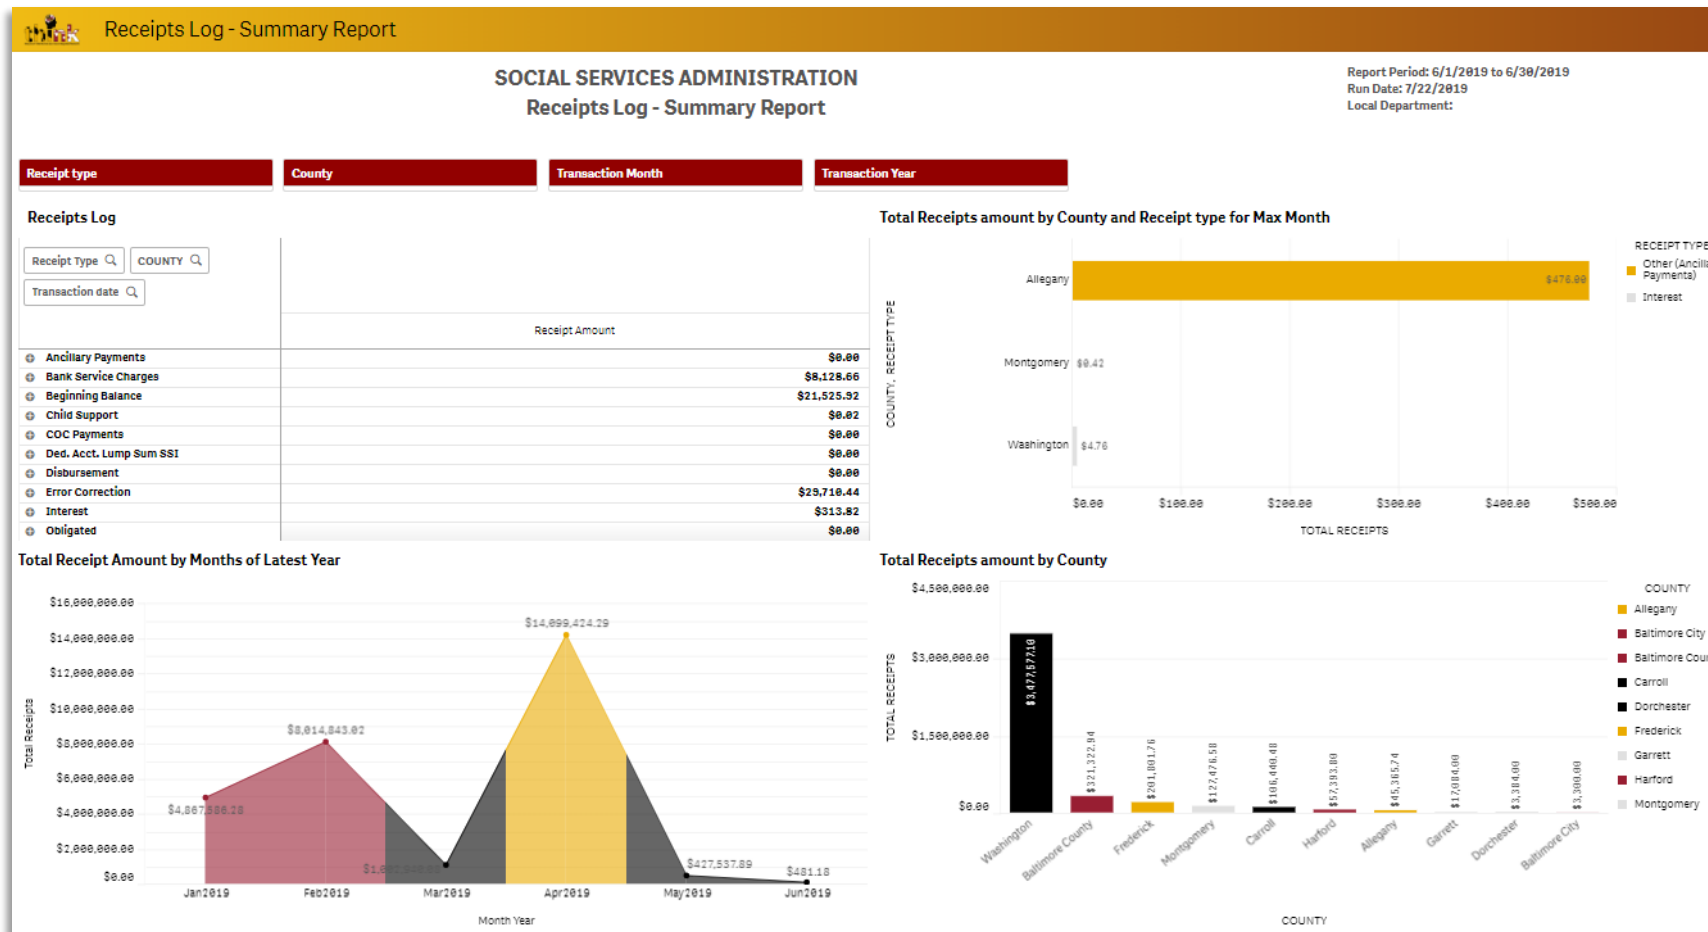 think
Receipts Log - Summary Report
SOCIAL SERVICES ADMINISTRATION
Receipts Log - Summary Report
Report Period: 6/1/2019 to 6/30/2019
Run Date: 7/22/2019
Local Department:
Receipt type
County
Transaction Month
Transaction Year
Receipts Log
Receipt Type
COUNTY
Transaction date
Receipt Amount
Ancillary Payments $0.00
Bank Service Charges $8,128.66
Beginning Balance $21,525.92
Child Support $0.02
COC Payments $0.00
Ded. Acct. Lump Sum SSI $0.00
Disbursement $0.00
Error Correction $29,710.44
Interest $313.82
Obligated $0.00
Total Receipts amount by County and Receipt type for Max Month
COUNTY, RECEIPT TYPE
Allegany $476.00
Montgomery $0.42
Washington $4.76
$0.00 $100.00 $200.00 $300.00 $400.00 $500.00
TOTAL RECEIPTS
RECEIPT TYPE
Other (Ancilla
Payments)
Interest
Total Receipt Amount by Months of Latest Year
Total Receipts
$16,000,000.00
$14,000,000.00
$12,000,000.00
$10,000,000.00
$8,000,000.00
$6,000,000.00
$4,000,000.00
$2,000,000.00
$0.00
$8,014,843.02
$14,099,424.29
$427,537.89
$481.18
Jan2019 Feb2019 Mar2019 Apr2019 May2019 Jun2019
Month Year
Total Receipts amount by County
TOTAL RECEIPTS
$4,500,000.00
$3,000,000.00
$1,500,000.00
$0.00
$3,477,577.10
$321,322.94
$201,801.76
$127,476.58
$106,440.48
$57,393.80
$45,365.74
$17,084.00
$3,384.00
$3,300.00
Washington
Baltimore County
Frederick
Montgomery
Carroll
Harford
Allegany
Garrett
Dorchester
Baltimore City
COUNTY
COUNTY
Allegany
Baltimore City
Baltimore Cour
Carroll
Dorchester
Frederick
Garrett
Harford
Montgomery